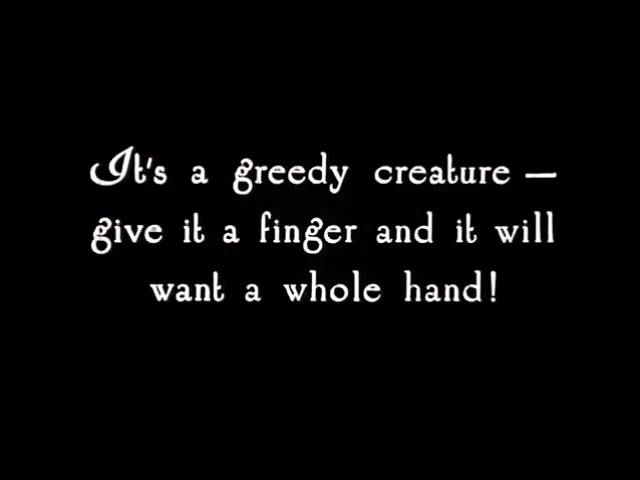 It's a greedy creature —
give it a finger and it will
want a whole hand!